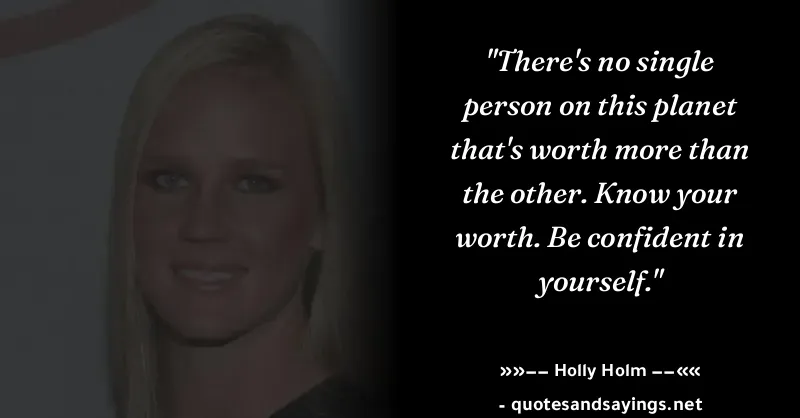 "There's no single
person on this planet
that's worth more than
the other. Know your
worth. Be confident in
yourself."
»»−− Holly Holm −−««
- quotesandsayings.net